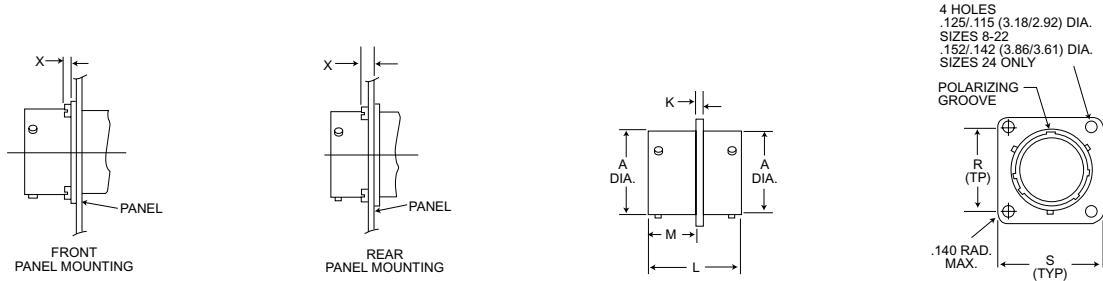 X
PANEL
FRONT
PANEL MOUNTING
X
PANEL
REAR
PANEL MOUNTING
K
A
DIA.
A
DIA.
M
L
4 HOLES
.125/.115 (3.18/2.92) DIA.
SIZES 8-22
.152/.142 (3.86/3.61) DIA.
SIZES 24 ONLY
POLARIZING
GROOVE
R
(TP)
.140 RAD.
MAX.
S
(TYP)